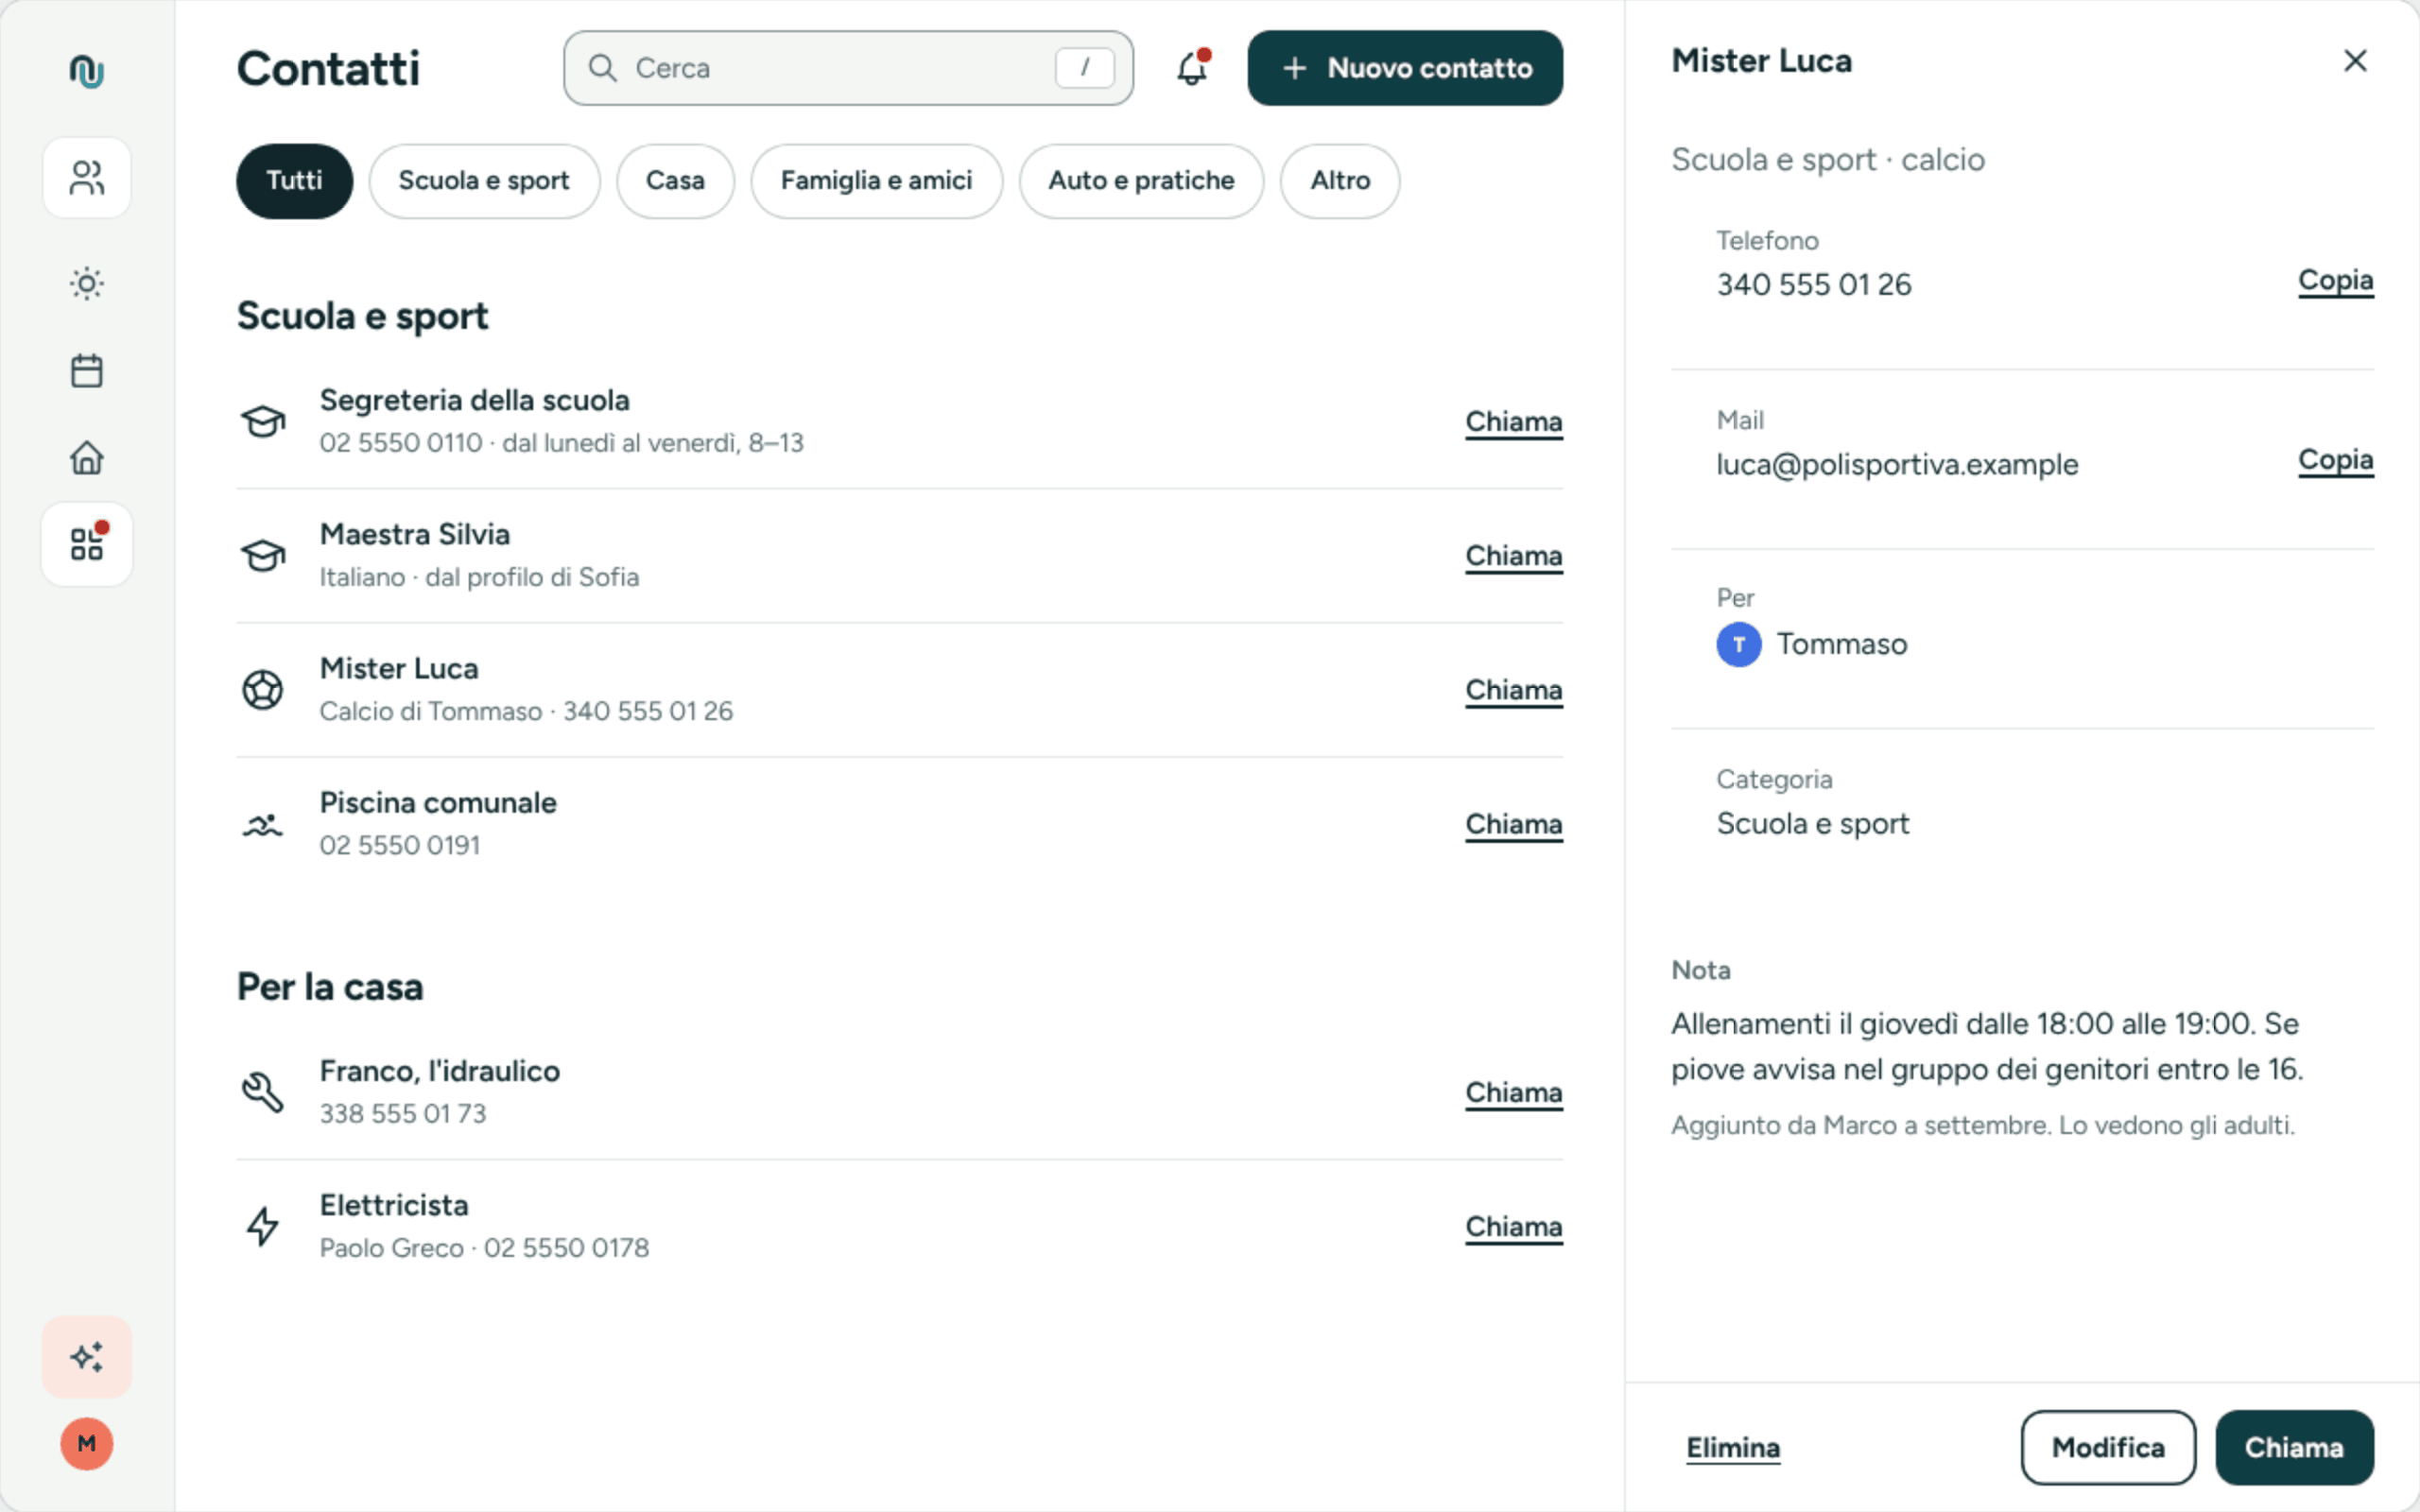 Contatti
Cerca
/
Nuovo contatto
Tutti
Scuola e sport
Casa
Famiglia e amici
Auto e pratiche
Altro
Scuola e sport
Segreteria della scuola
02 5550 0110 · dal lunedì al venerdì, 8–13
Chiama
Maestra Silvia
Italiano · dal profilo di Sofia
Chiama
Mister Luca
Calcio di Tommaso · 340 555 01 26
Chiama
Piscina comunale
02 5550 0191
Chiama
Per la casa
Franco, l'idraulico
338 555 01 73
Chiama
Elettricista
Paolo Greco · 02 5550 0178
Chiama
M
Mister Luca
Scuola e sport · calcio
Telefono
340 555 01 26
Copia
Mail
luca@polisportiva.example
Copia
Per
T Tommaso
Categoria
Scuola e sport
Nota
Allenamenti il giovedì dalle 18:00 alle 19:00. Se
piove avvisa nel gruppo dei genitori entro le 16.
Aggiunto da Marco a settembre. Lo vedono gli adulti.
Elimina
Modifica
Chiama